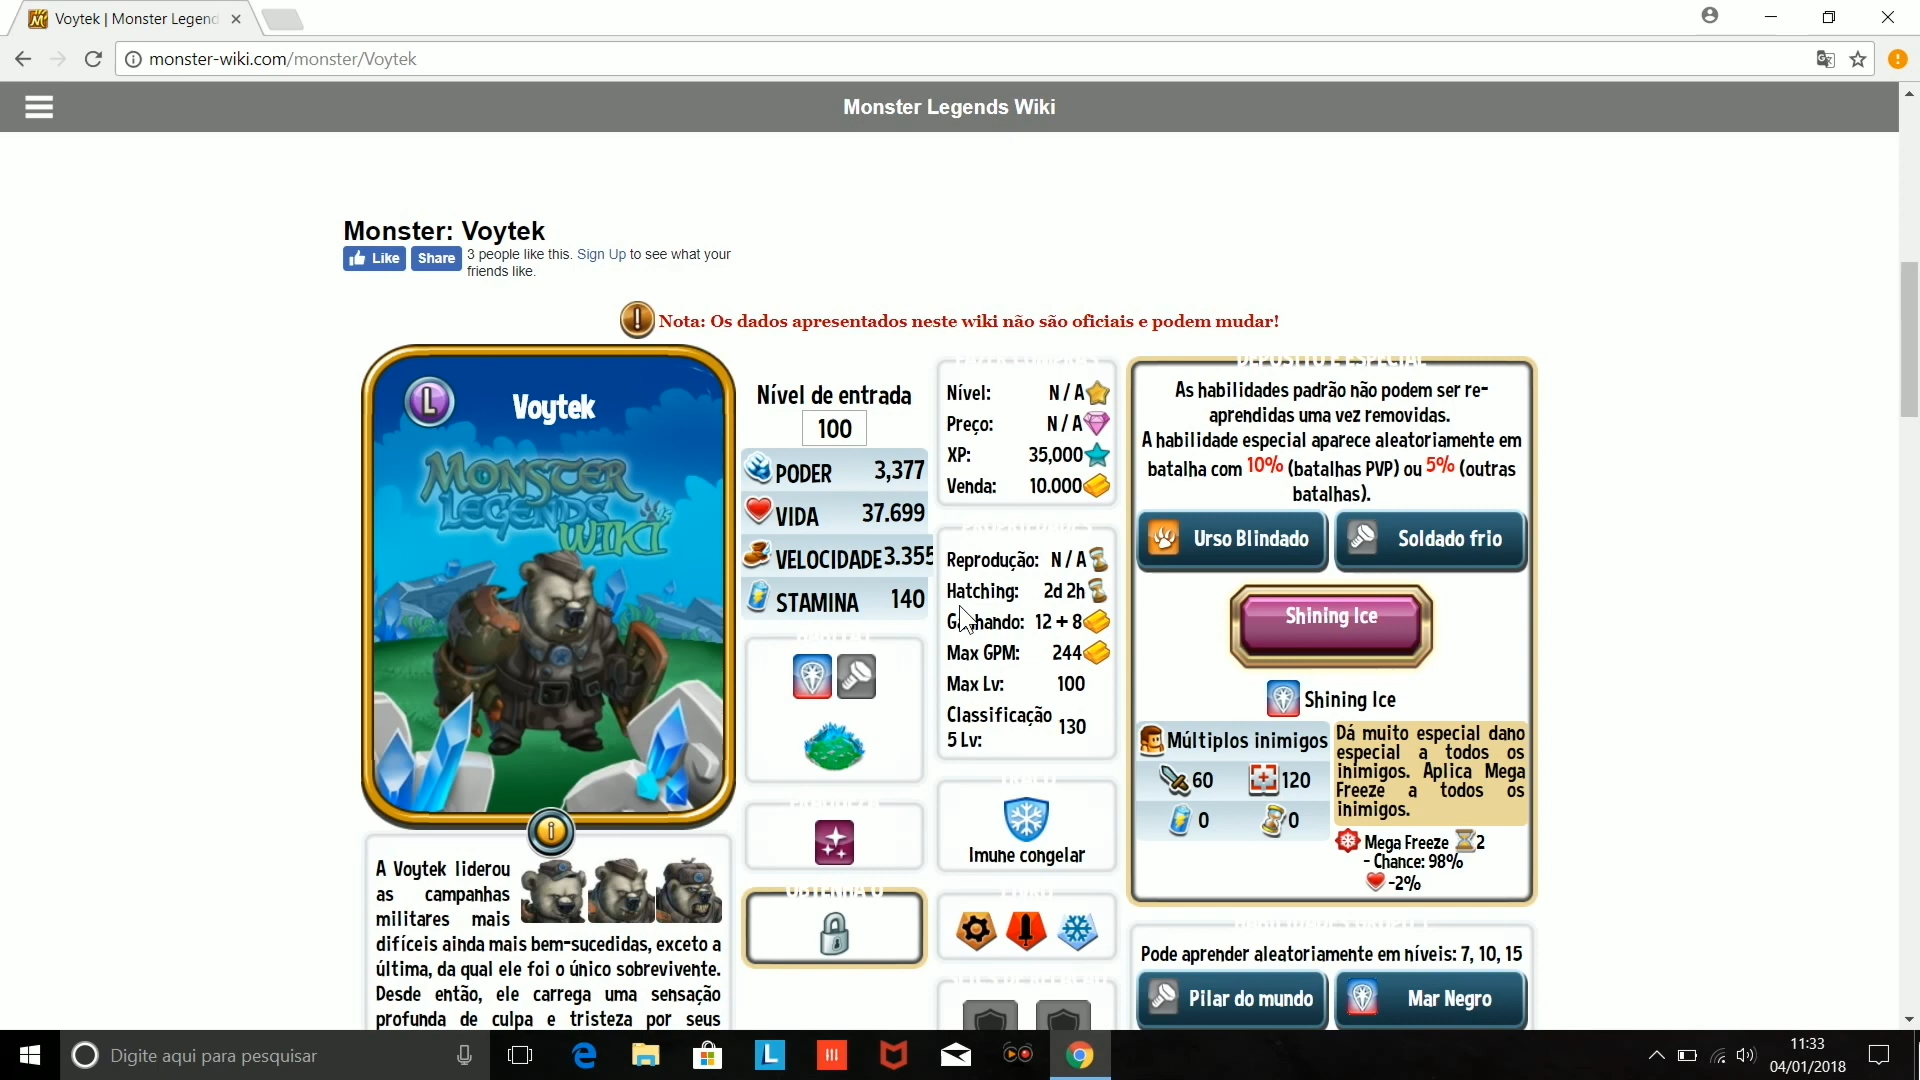 Voytek | Monster Legend
monster-wiki.com/monster/Voytek
Monster Legends Wiki
Monster: Voytek
Like Share 3 people like this. Sign Up to see what your
friends like.
Nota: Os dados apresentados neste wiki não são oficiais e podem mudar!
L Voytek
MONSTER
LEGENDS
WIKI
A Voytek liderou
as campanhas
militares mais
difíceis ainda mais bem-sucedidas, exceto a
última, da qual ele foi o único sobrevivente.
Desde então, ele carrega uma sensação
profunda de culpa e tristeza por seus
Nível de entrada
100
PODER 3,377
VIDA 37.699
VELOCIDADE 3.355
STAMINA 140
Nível: N/A
Preço: N/A
XP: 35,000
Venda: 10.000
Reprodução: N/A
Hatching: 2d 2h
12 + 8
Max GPM: 244
Max Lv: 100
Classificação 130
5 Lv:
Imune congelar
As habilidades padrão não podem ser re-
aprendidas uma vez removidas.
A habilidade especial aparece aleatoriamente em
batalha com 10% (batalhas PVP) ou 5% (outras
batalhas).
Urso Blindado Soldado frio
Shining Ice
Shining Ice
Múltiplos inimigos
60 120
0 0
Dá muito especial dano
especial a todos os
inimigos. Aplica Mega
Freeze a todos os
inimigos.
Mega Freeze 2
- Chance: 98%
-2%
Pode aprender aleatoriamente em níveis: 7, 10, 15
Pilar do mundo Mar Negro
Digite aqui para pesquisar
11:33
04/01/2018